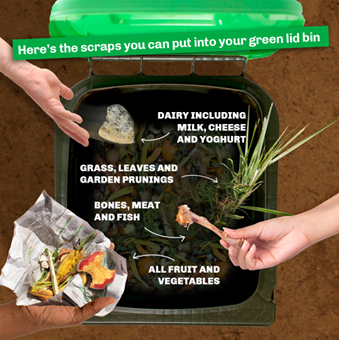 Here's the scraps you can put into your green lid bin
DAIRY INCLUDING
MILK, CHEESE
AND YOGHURT
GRASS, LEAVES AND
GARDEN PRUNINGS
BONES, MEAT
AND FISH
ALL FRUIT AND
VEGETABLES